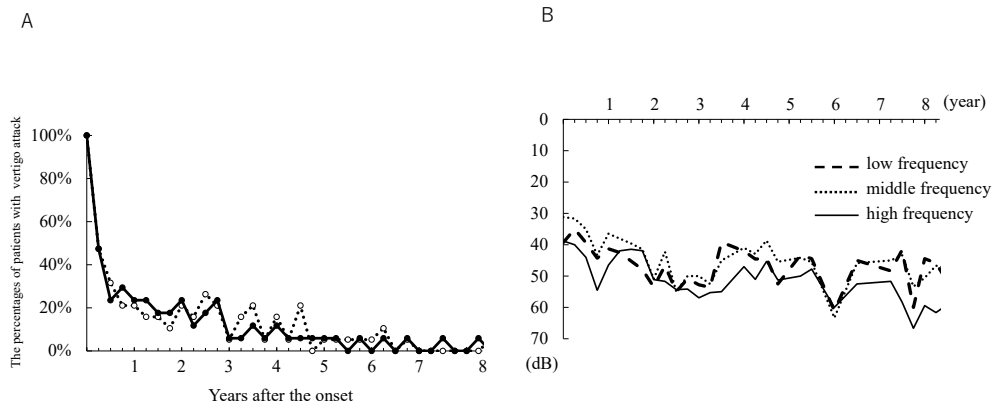 A
The percentages of patients with vertigo attack
100%
80%
60%
40%
20%
0%
1 2 3 4 5 6 7 8
Years after the onset
B
1 2 3 4 5 6 7 8 (year)
0
10
20
30
40
50
60
70
(dB)
low frequency
middle frequency
high frequency